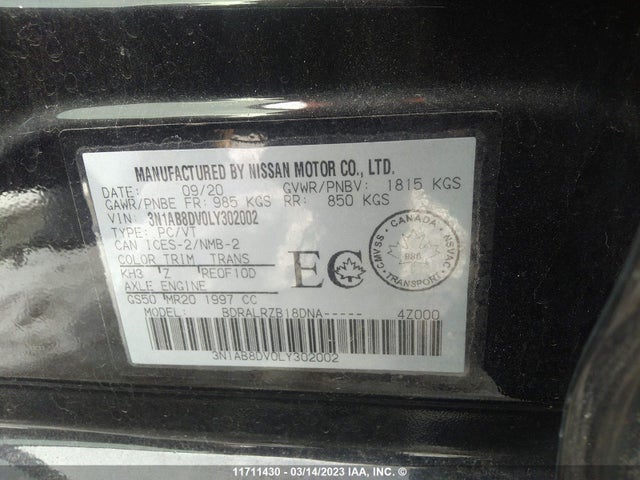 MANUFACTURED BY NISSAN MOTOR CO., LTD.
DATE: 09/20 GVWR/PNBV: 1815 KGS
GAWR/PNBE FR: 985 KGS RR: 850 KGS
VIN: 3N1AB8DV0LY302002
TYPE: PC/VT
CAN ICES-2/NMB-2
COLOR TRIM TRANS
KH3 Z RE0F10D
AXLE ENGINE
GS50 MR20 1997 CC
MODEL: BDRALRZB18DNA----- 4Z000
3N1AB8DV0LY302002
EC
CANADA
CMVSS NSVAC
TRANSPORT
11711430 - 03/14/2023 IAA, INC. ©